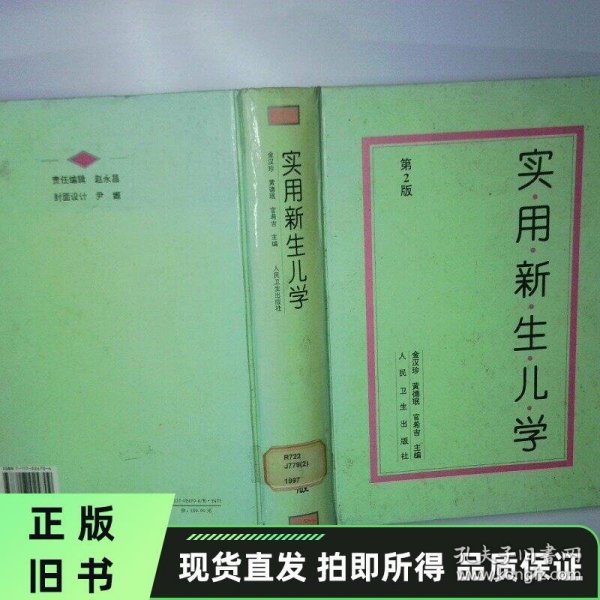 责任编辑 赵永昌
封面设计 尹 娜
实用新生儿学
金汉珍 黄德珉 官希吉 主编
人民卫生出版社
R722
J779(2)
1997
第2版
实·用·新·生·儿·学
金汉珍 黄德珉 官希吉 主编
人民卫生出版社
正版
旧书
现货直发 拍即所得 品质保证
孔夫子旧书网
www.kongfz.com